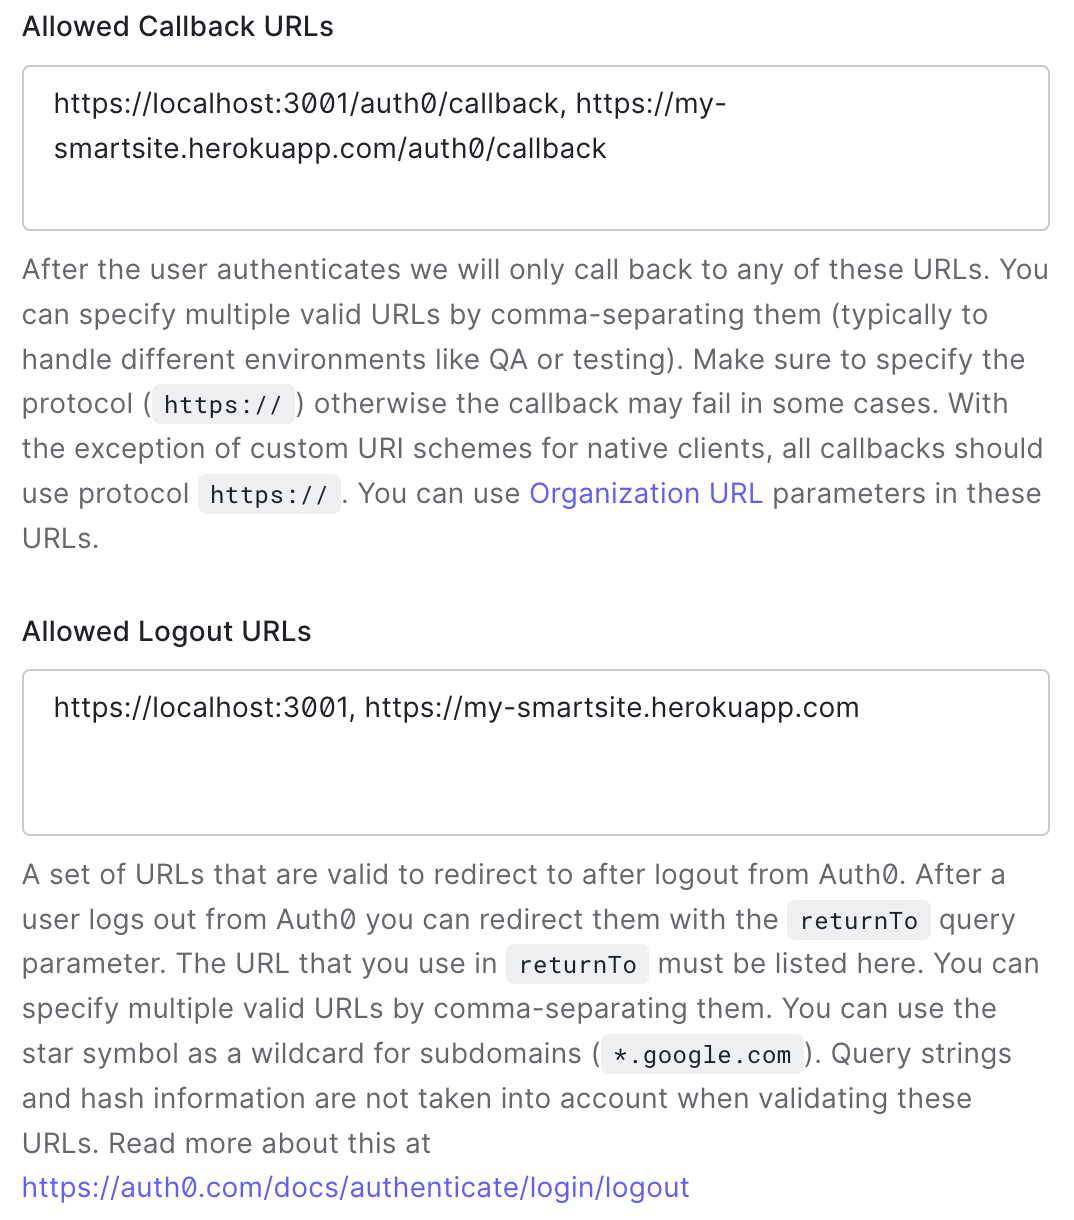 Allowed Callback URLs
https://localhost:3001/auth0/callback, https://my-
smartsite.herokuapp.com/auth0/callback
After the user authenticates we will only call back to any of these URLs. You
can specify multiple valid URLs by comma-separating them (typically to
handle different environments like QA or testing). Make sure to specify the
protocol ( https:// ) otherwise the callback may fail in some cases. With
the exception of custom URI schemes for native clients, all callbacks should
use protocol https:// . You can use Organization URL parameters in these
URLs.
Allowed Logout URLs
https://localhost:3001, https://my-smartsite.herokuapp.com
A set of URLs that are valid to redirect to after logout from Auth0. After a
user logs out from Auth0 you can redirect them with the returnTo query
parameter. The URL that you use in returnTo must be listed here. You can
specify multiple valid URLs by comma-separating them. You can use the
star symbol as a wildcard for subdomains ( *.google.com ). Query strings
and hash information are not taken into account when validating these
URLs. Read more about this at
https://auth0.com/docs/authenticate/login/logout